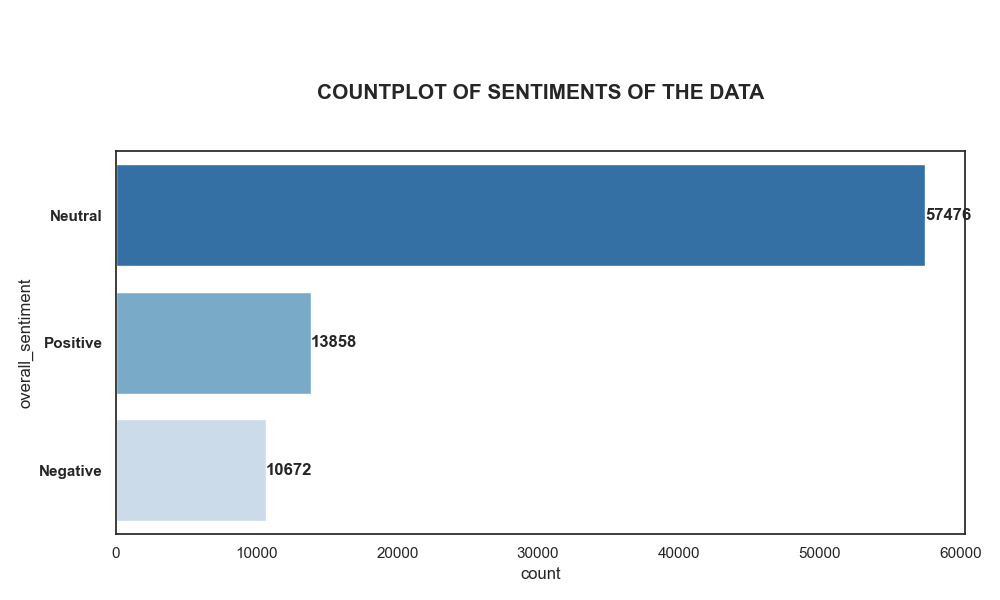 COUNTPLOT OF SENTIMENTS OF THE DATA
overall_sentiment
Neutral
57476
Positive
13858
Negative
10672
0 10000 20000 30000 40000 50000 60000
count